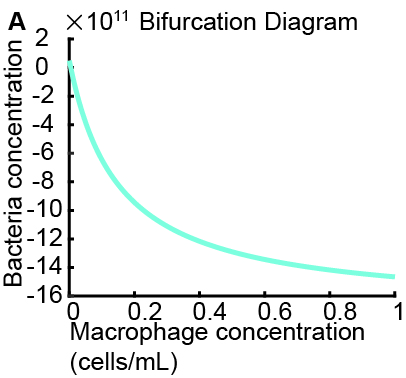 A ×10¹¹ Bifurcation Diagram
Bacteria concentration
2
0
-2
-4
-6
-8
-10
-12
-14
-16
0 0.2 0.4 0.6 0.8 1
Macrophage concentration
(cells/mL)